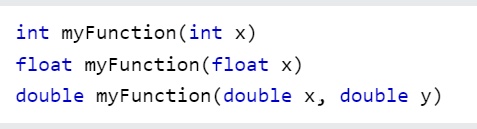 int myFunction(int x)
float myFunction(float x)
double myFunction(double x, double y)